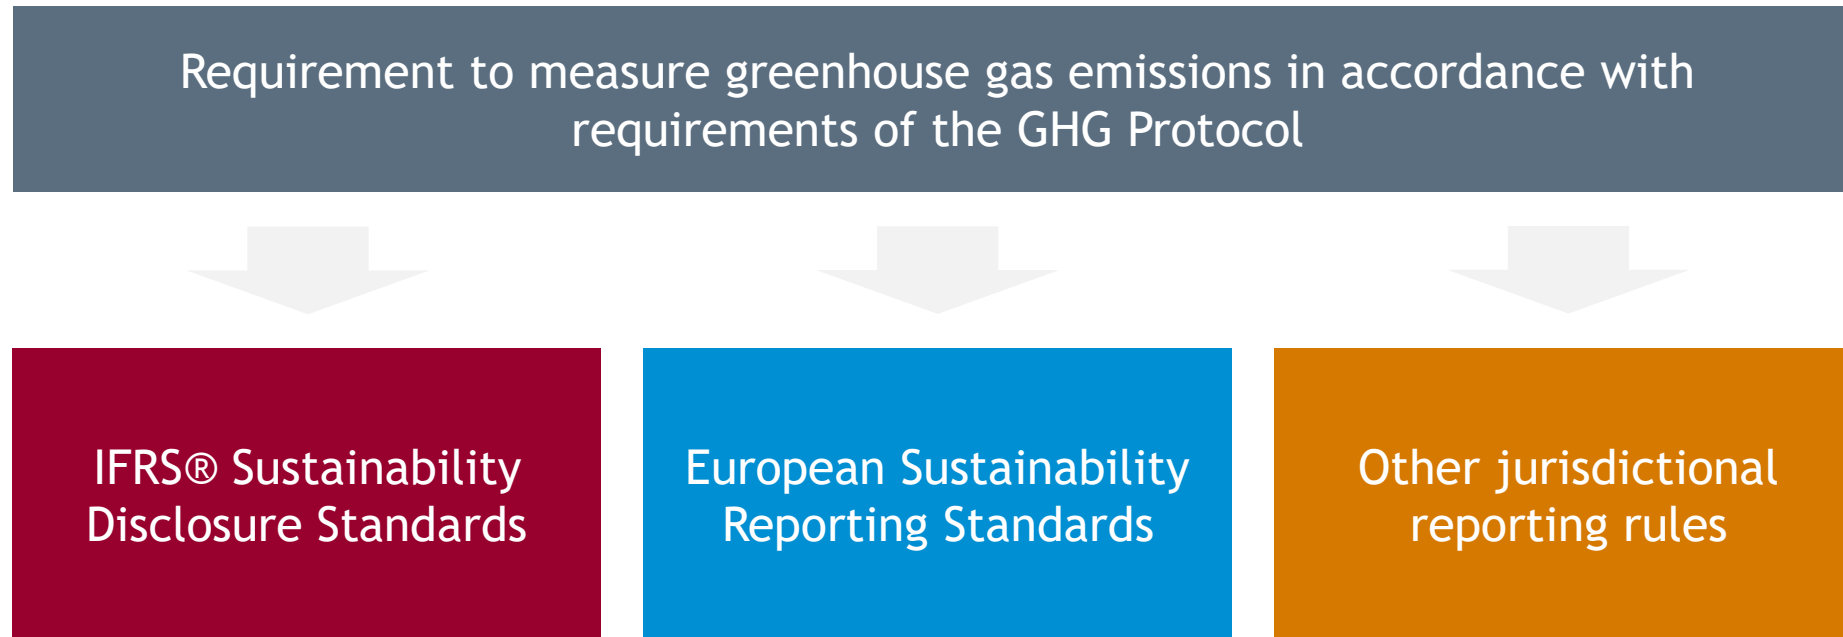 Requirement to measure greenhouse gas emissions in accordance with
requirements of the GHG Protocol
IFRS® Sustainability
Disclosure Standards
European Sustainability
Reporting Standards
Other jurisdictional
reporting rules